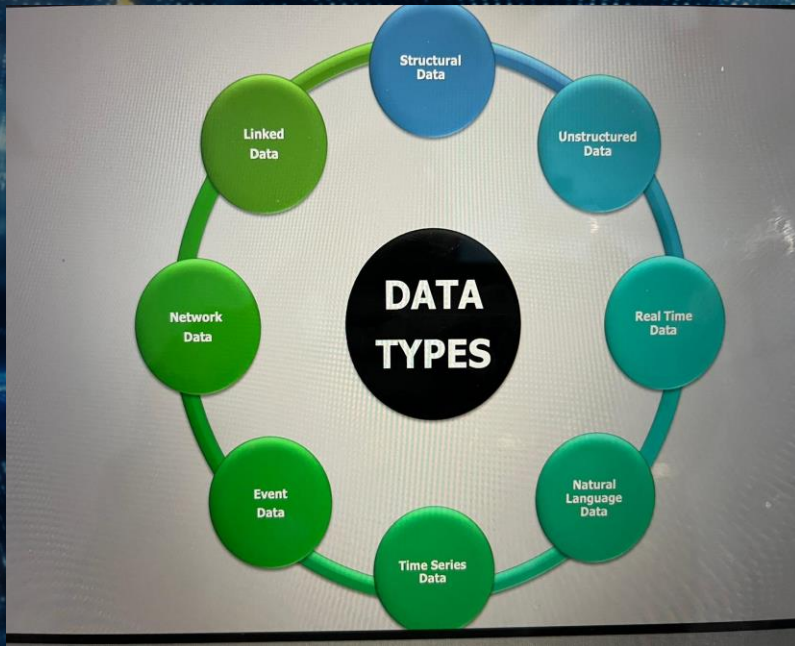 Structural
Data
Unstructured
Data
Real Time
Data
Natural
Language
Data
Time Series
Data
Event
Data
Network
Data
Linked
Data
DATA
TYPES